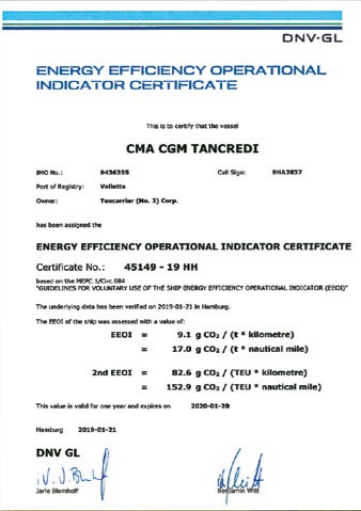 DNV·GL
ENERGY EFFICIENCY OPERATIONAL
INDICATOR CERTIFICATE
This is to certify that the vessel
CMA CGM TANCREDI
IMO No.: 9436355 Call Sign: 9HA2037
Port of Registry: Valletta
Owner: Toucarrier (No. 2) Corp.
has been assigned the
ENERGY EFFICIENCY OPERATIONAL INDICATOR CERTIFICATE
Certificate No.: 45149 - 19 HH
based on the MEPC.1/Circ.684
"GUIDELINES FOR VOLUNTARY USE OF THE SHIP ENERGY EFFICIENCY OPERATIONAL INDICATOR (EEOI)"
The underlying data has been verified on 2019-01-21 in Hamburg.
The EEOI of the ship was assessed with a value of:
EEOI = 9.1 g CO₂ / (t * kilometre)
= 17.0 g CO₂ / (t * nautical mile)
2nd EEOI = 82.6 g CO₂ / (TEU * kilometre)
= 152.9 g CO₂ / (TEU * nautical mile)
This value is valid for one year and expires on 2020-01-20
Hamburg 2019-01-21
DNV GL
Jarle Blomhoff Benjamin Witt